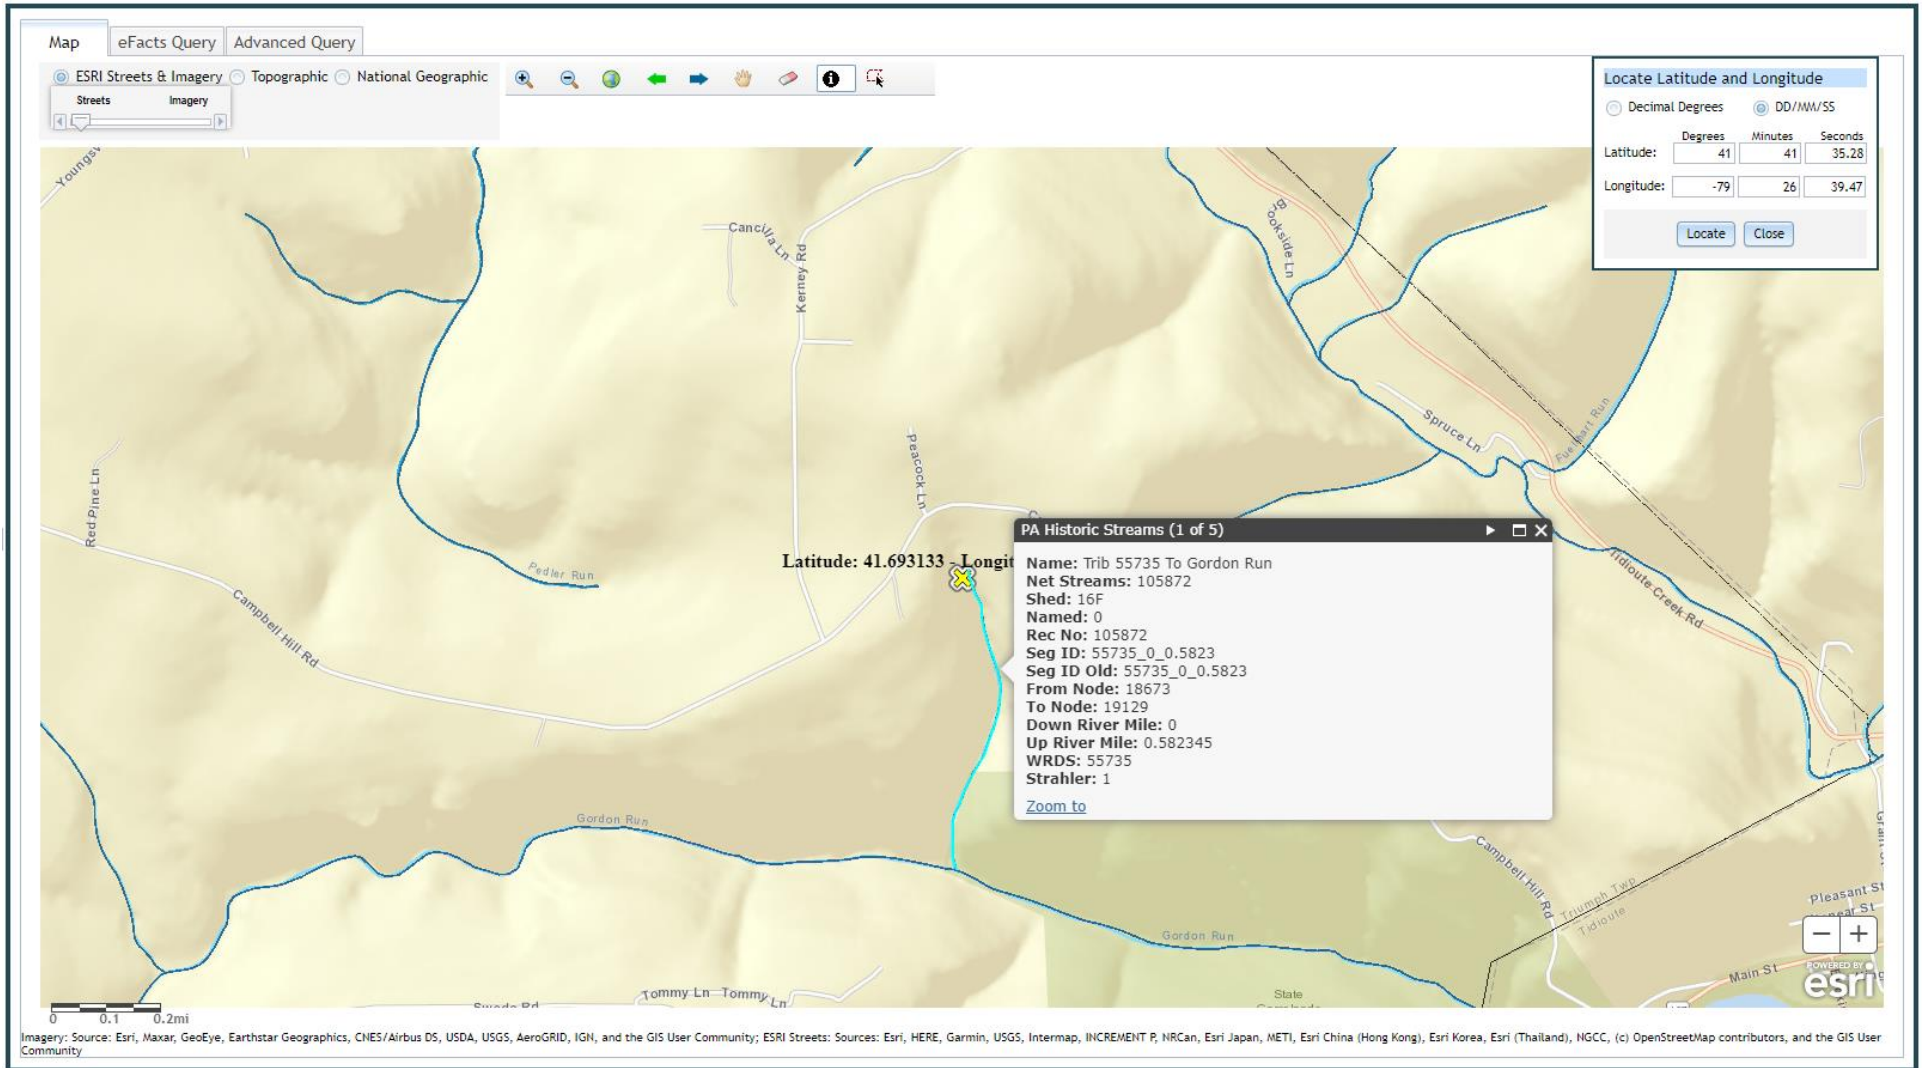 Map
eFacts Query
Advanced Query
ESRI Streets & Imagery
Topographic
National Geographic
Streets
Imagery
Locate Latitude and Longitude
Decimal Degrees
DD/MM/SS
Degrees Minutes Seconds
Latitude: 41 41 35.28
Longitude: -79 26 39.47
Locate
Close
Cancilla Ln
Kerney Rd
Brookside Ln
Spruce Ln
Fuelhart Run
Peacock Ln
Red Pine Ln
Pedler Run
Campbell Hill Rd
Latitude: 41.693133 - Longit
PA Historic Streams (1 of 5)
Name: Trib 55735 To Gordon Run
Net Streams: 105872
Shed: 16F
Named: 0
Rec No: 105872
Seg ID: 55735_0_0.5823
Seg ID Old: 55735_0_0.5823
From Node: 18673
To Node: 19129
Down River Mile: 0
Up River Mile: 0.582345
WRDS: 55735
Strahler: 1
Zoom to
Tidioute Creek Rd
Gordon Run
Campbell Hill Rd
Triumph Twp
Tidioute
Pleasant St
Gordon Run
Main St
Tommy Ln Tommy Ln
State
POWERED BY
esri
0 0.1 0.2mi
Imagery: Source: Esri, Maxar, GeoEye, Earthstar Geographics, CNES/Airbus DS, USDA, USGS, AeroGRID, IGN, and the GIS User Community; ESRI Streets: Sources: Esri, HERE, Garmin, USGS, Intermap, INCREMENT P, NRCan, Esri Japan, METI, Esri China (Hong Kong), Esri Korea, Esri (Thailand), NGCC, (c) OpenStreetMap contributors, and the GIS User
Community